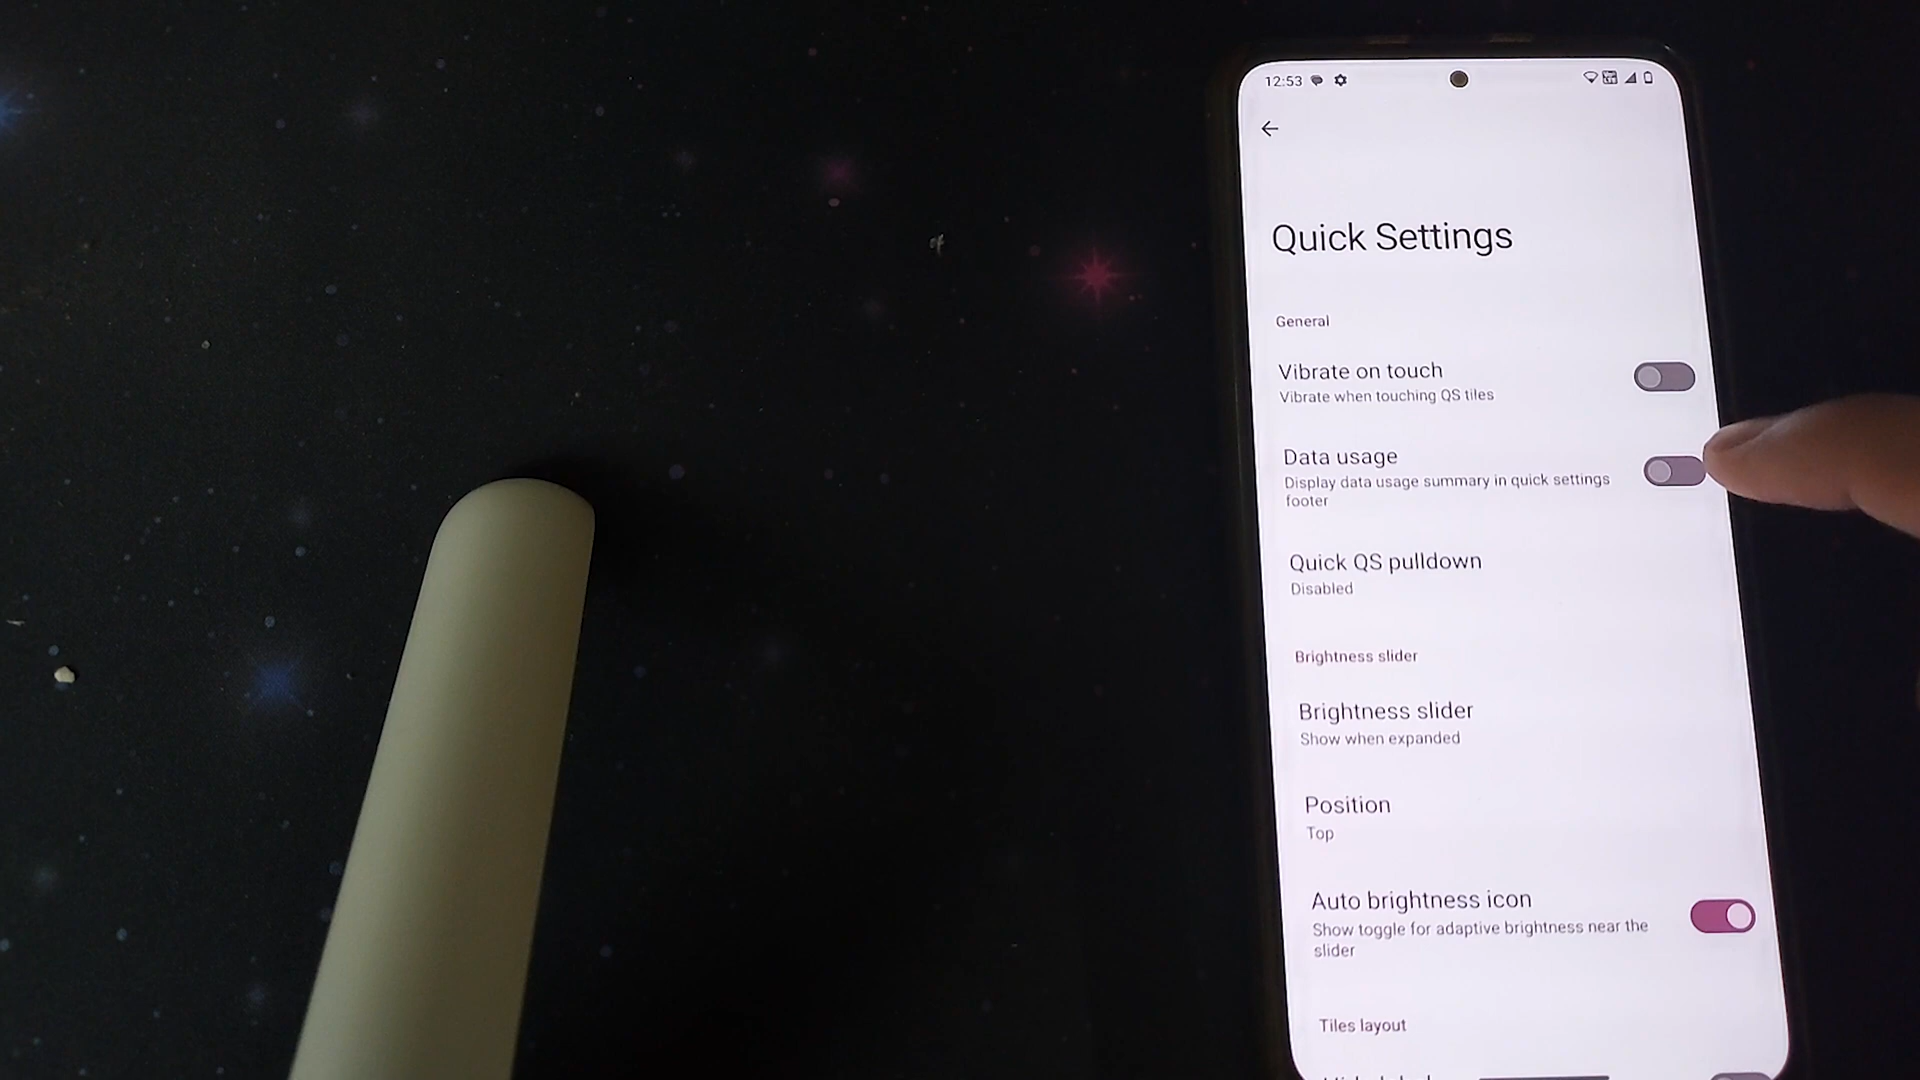 12:53
Quick Settings
General
Vibrate on touch
Vibrate when touching QS tiles
Data usage
Display data usage summary in quick settings
footer
Quick QS pulldown
Disabled
Brightness slider
Brightness slider
Show when expanded
Position
Top
Auto brightness icon
Show toggle for adaptive brightness near the
slider
Tiles layout